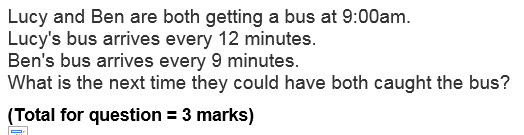 Lucy and Ben are both getting a bus at 9:00am.
Lucy's bus arrives every 12 minutes.
Ben's bus arrives every 9 minutes.
What is the next time they could have both caught the bus?
(Total for question = 3 marks)